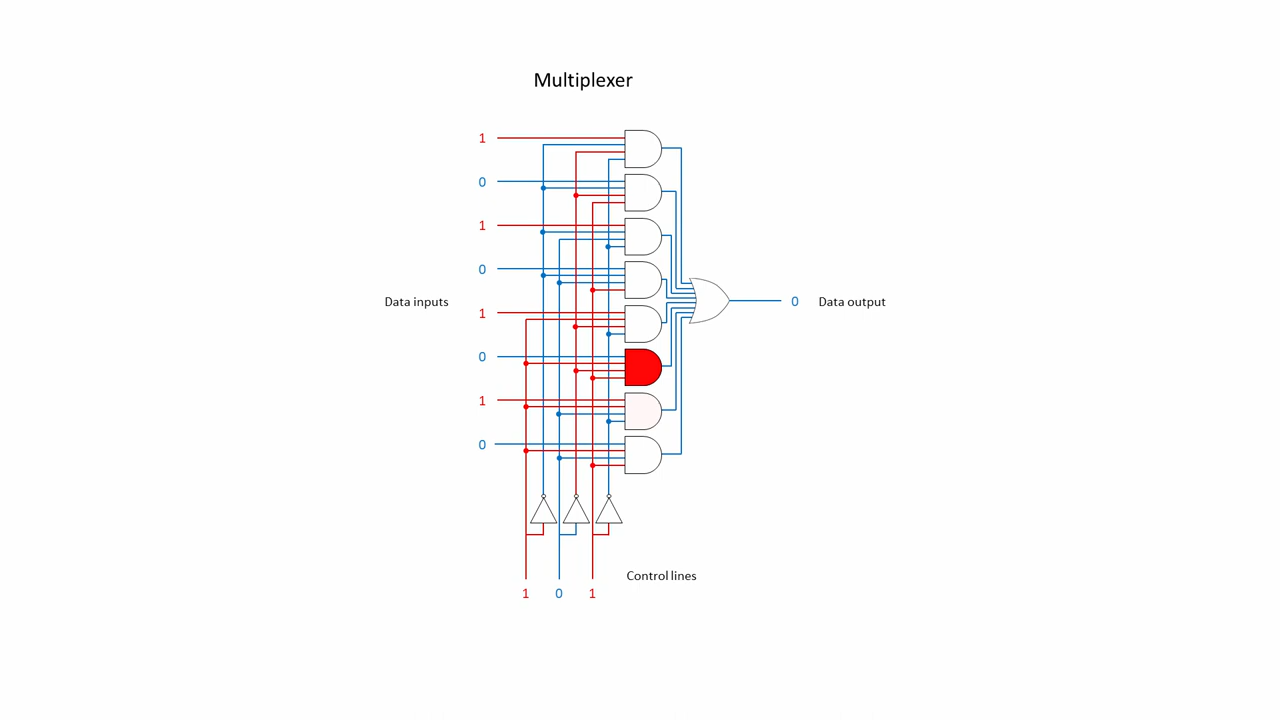 Multiplexer
1
0
1
0
Data inputs
0
Data output
1
0
1
0
Control lines
1 0 1